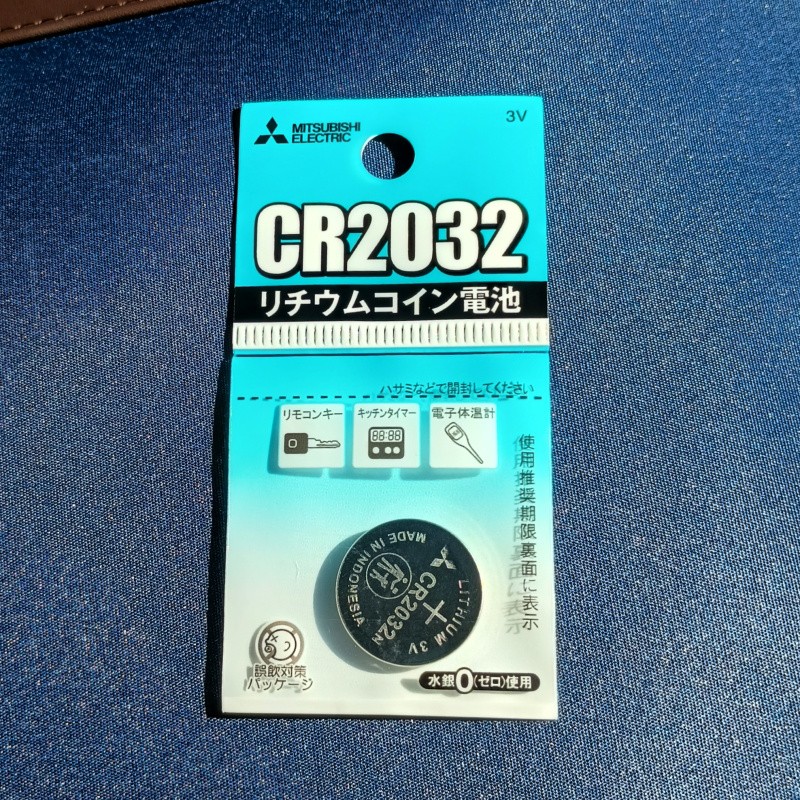 MITSUBISHI
ELECTRIC
3V
CR2032
リチウムコイン電池
ハサミなどで開封してください
リモコンキー
キッチンタイマー
88:88
電子体温計
使用推奨期限裏面に表示
MADE IN INDONESIA
CR2032
LITHIUM 3V
+
誤飲対策
パッケージ
水銀0(ゼロ)使用